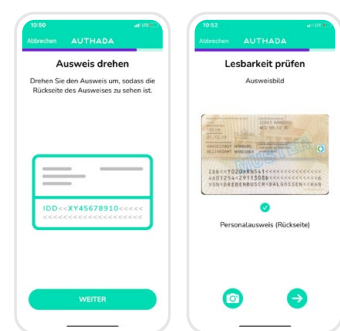 10:50
Abbrechen AUTHADA
Ausweis drehen
Drehen Sie den Ausweis um, sodass die
Rückseite des Ausweises zu sehen ist.
IDD<<XY45678910<<<<<
<<<<<<<<<<<<<<<<<<<<
WEITER
10:52
Abbrechen AUTHADA
Lesbarkeit prüfen
Ausweisbild
MUSTER
Personalausweis (Rückseite)